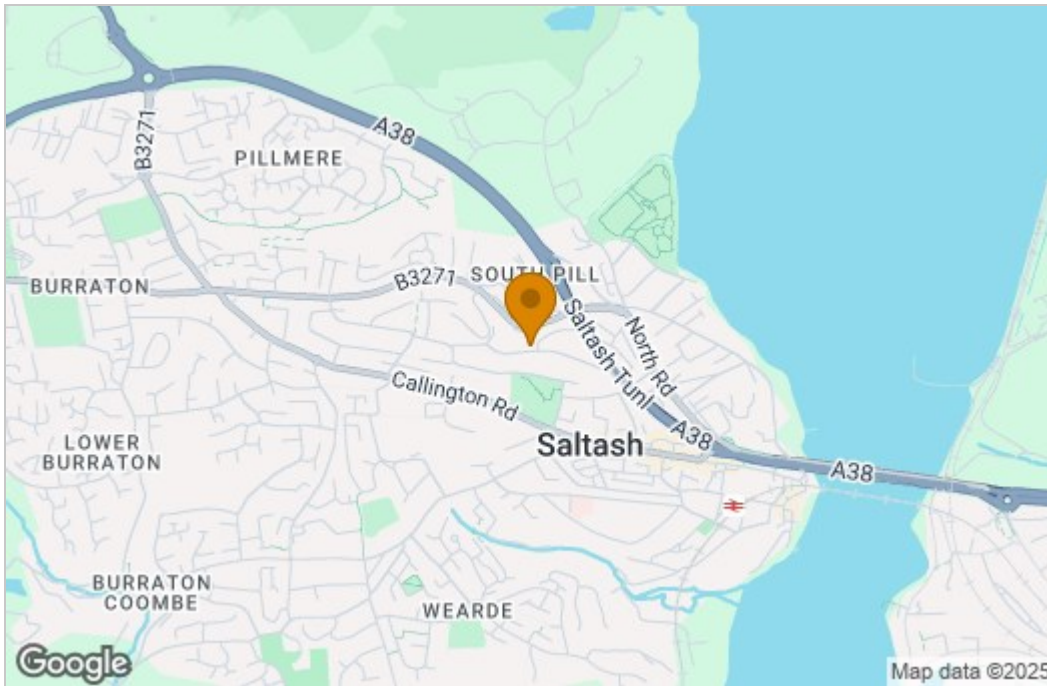 A38
B3271
PILLMERE
SOUTH PILL
B3271
BURRATON
Saltash Tunl
North Rd
Callington Rd
LOWER
BURRATON
Saltash
A38
A38
BURRATON
COOMBE
WEARDE
Google
Map data ©2025